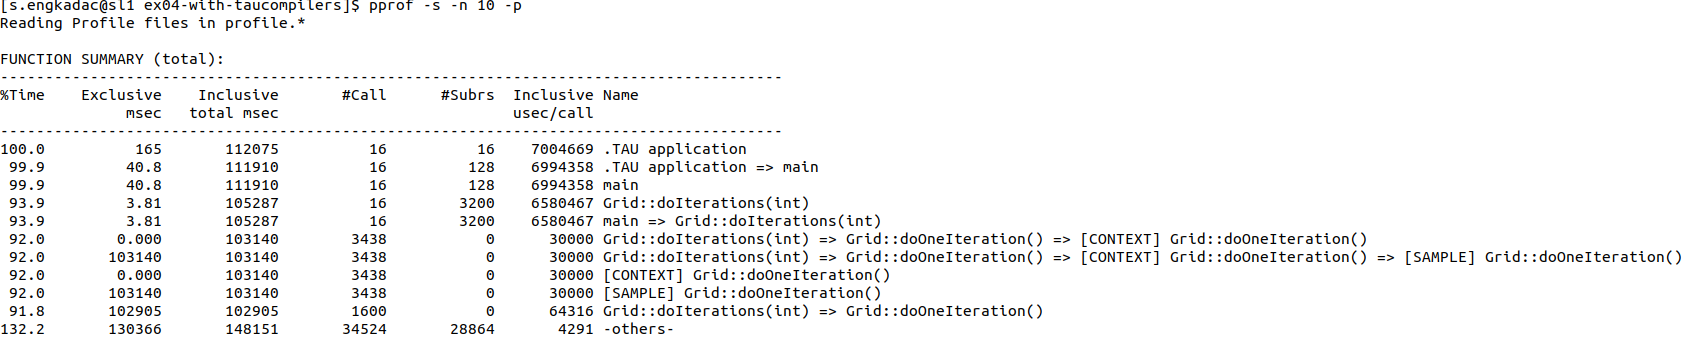 [s.engkadac@sl1 ex04-with-taucompilers]$ pprof -s -n 10 -p
Reading Profile files in profile.*

FUNCTION SUMMARY (total):
---------------------------------------------------------------------------------------
%Time    Exclusive    Inclusive       #Call      #Subrs  Inclusive Name
              msec   total msec                          usec/call
---------------------------------------------------------------------------------------
100.0          165       112075          16          16    7004669 .TAU application
 99.9         40.8       111910          16         128    6994358 .TAU application => main
 99.9         40.8       111910          16         128    6994358 main
 93.9         3.81       105287          16        3200    6580467 Grid::doIterations(int)
 93.9         3.81       105287          16        3200    6580467 main => Grid::doIterations(int)
 92.0        0.000       103140        3438           0      30000 Grid::doIterations(int) => Grid::doOneIteration() => [CONTEXT] Grid::doOneIteration()
 92.0       103140       103140        3438           0      30000 Grid::doIterations(int) => Grid::doOneIteration() => [CONTEXT] Grid::doOneIteration() => [SAMPLE] Grid::doOneIteration()
 92.0        0.000       103140        3438           0      30000 [CONTEXT] Grid::doOneIteration()
 92.0       103140       103140        3438           0      30000 [SAMPLE] Grid::doOneIteration()
 91.8       102905       102905        1600           0      64316 Grid::doIterations(int) => Grid::doOneIteration()
132.2       130366       148151       34524       28864       4291 -others-